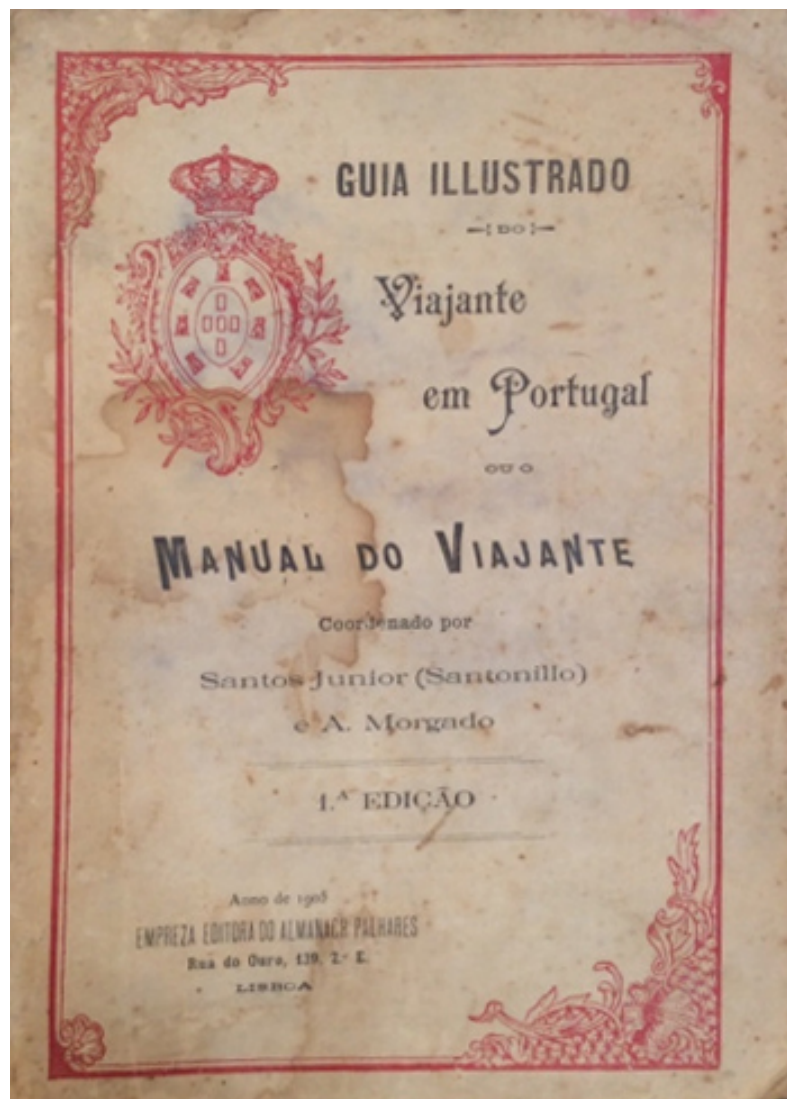 GUIA ILLUSTRADO
DO
Viajante
em Portugal
OU O
MANUAL DO VIAJANTE
Coordenado por
Santos Junior (Santonillo)
e A. Morgado
1.ᴬ EDIÇÃO
Anno de
EMPREZA EDITORA DO ALMANACH PALHARES
Rua do Ouro, 139, 2.º E.
LISBOA